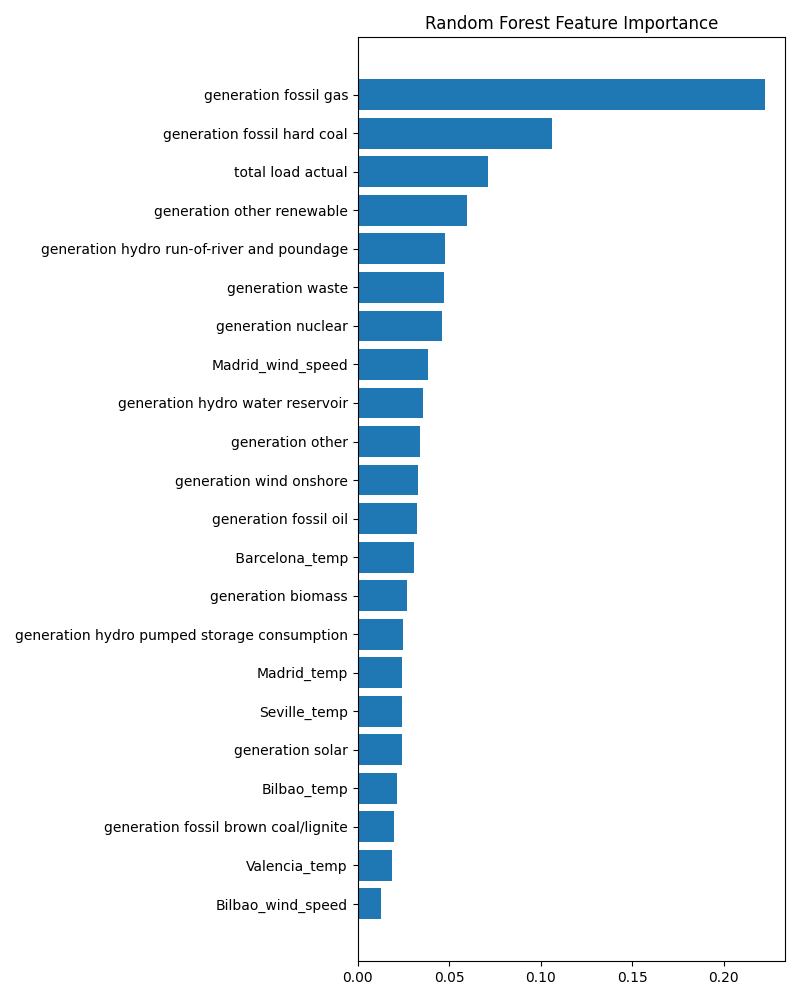 Random Forest Feature Importance
generation fossil gas
generation fossil hard coal
total load actual
generation other renewable
generation hydro run-of-river and poundage
generation waste
generation nuclear
Madrid_wind_speed
generation hydro water reservoir
generation other
generation wind onshore
generation fossil oil
Barcelona_temp
generation biomass
generation hydro pumped storage consumption
Madrid_temp
Seville_temp
generation solar
Bilbao_temp
generation fossil brown coal/lignite
Valencia_temp
Bilbao_wind_speed
0.00 0.05 0.10 0.15 0.20